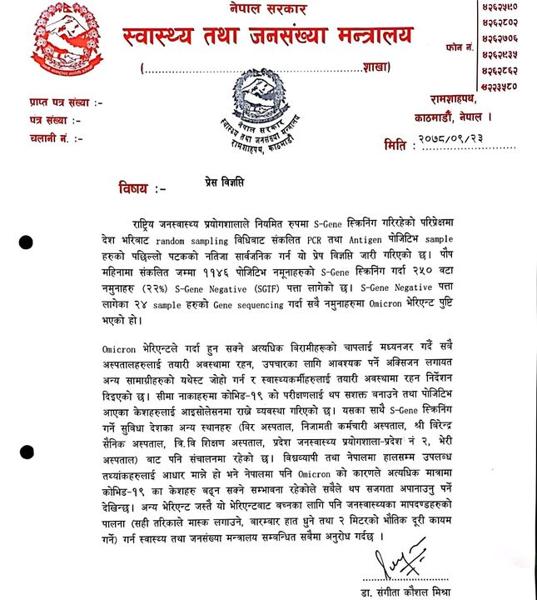 नेपाल सरकार
स्वास्थ्य तथा जनसंख्या मन्त्रालय
(................................................शाखा)
फोन नं.
४२६२५९०
४२६२८०२
४२६२७०६
४२६२९३५
४२६२८६२
४२२३५८०
रामशाहपथ,
काठमाडौं, नेपाल ।
प्राप्त पत्र संख्या :-
पत्र संख्या :-
चलानी नं. :-
नेपाल सरकार
स्वास्थ्य तथा जनसंख्या मन्त्रालय
रामशाहपथ, काठमाडौं
मिति : २०७८/०९/२३
विषय :- प्रेस विज्ञप्ति
राष्ट्रिय जनस्वास्थ्य प्रयोगशालाले नियमित रुपमा S-Gene स्क्रिनिंग गरिरहेको परिप्रेक्षमा
देश भरिबाट random sampling विधिबाट संकलित PCR तथा Antigen पोजिटिभ sample
हरुको पछिल्लो पटकको नतिजा सार्वजनिक गर्न यो प्रेष विज्ञप्ति जारी गरिएको छ। पौष
महिनामा संकलित जम्मा ११४६ पोजिटिभ नमूनाहरुको S-Gene स्क्रिनिंग गर्दा २५० वटा
नमुनाहरु (२२%) S-Gene Negative (SGTF) पत्ता लागेको छ। S-Gene Negative पत्ता
लागेका २४ sample हरुको Gene sequencing गर्दा सबै नमुनाहरुमा Omicron भेरिएन्ट पुष्टि
भएको हो।
Omicron भेरिएन्टले गर्दा हुन सक्ने अत्यधिक विरामीहरूको चापलाई मध्यनजर गर्दै सबै
अस्पतालहरुलाई तयारी अवस्थामा रहन, उपचारका लागि आवश्यक पर्ने अक्सिजन लगायत
अन्य सामाग्रीहरुको यथेस्ट जोहो गर्न र स्वास्थ्यकर्मीहरुलाई तयारी अवस्थामा रहन निर्देशन
दिइएको छ। सीमा नाकाहरुमा कोभिड-१९ को परीक्षणलाई थप सशक्त बनाउने तथा पोजिटिभ
आएका केशहरुलाई आइसोलेसनमा राख्ने व्यवस्था गरिएको छ। यसका साथै S-Gene स्क्रिनिंग
गर्ने सुविधा देशका अन्य स्थानहरु (विर अस्पताल, निजामती कर्मचारी अस्पताल, श्री विरेन्द्र
सैनिक अस्पताल, त्रि.वि शिक्षण अस्पताल, प्रदेश जनस्वास्थ्य प्रयोगशाला-प्रदेश नं २, भेरी
अस्पताल) बाट पनि संचालनमा रहेको छ। विश्वव्यापी तथा नेपालमा हालसम्म उपलब्ध
तथ्यांकहरुलाई आधार मान्ने हो भने नेपालमा पनि Omicron को कारणले अत्यधिक मात्रामा
कोभिड-१९ का केशहरु बढ्न सक्ने सम्भावना रहेकोले सबैले थप सजगता अपनाउनु पर्ने
देखिन्छ। अन्य भेरिएन्ट जस्तै यो भेरिएन्टबाट बच्नका लागि पनि जनस्वास्थ्यका मापदण्डहरुको
पालना (सही तरिकाले मास्क लगाउने, बारम्बार हात धुने तथा २ मिटरको भौतिक दूरी कायम
गर्ने) गर्न स्वास्थ्य तथा जनसंख्या मन्त्रालय सम्बन्धित सबैमा अनुरोध गर्दछ ।
डा. संगीता कौशल मिश्रा